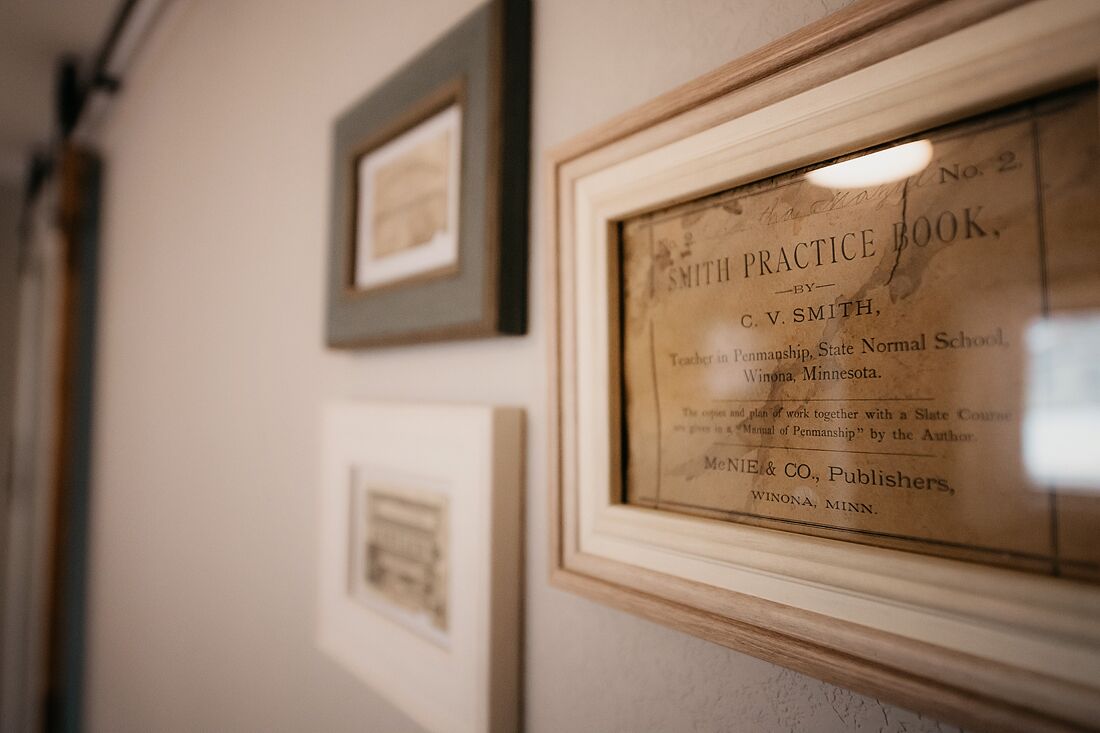 No. 2.
SMITH PRACTICE BOOK,
—BY—
C. V. SMITH,
Teacher in Penmanship, State Normal School,
Winona, Minnesota.
The copies and plan of work together with a Slate Course
are given in a "Manual of Penmanship" by the Author.
McNIE & CO., Publishers,
WINONA, MINN.